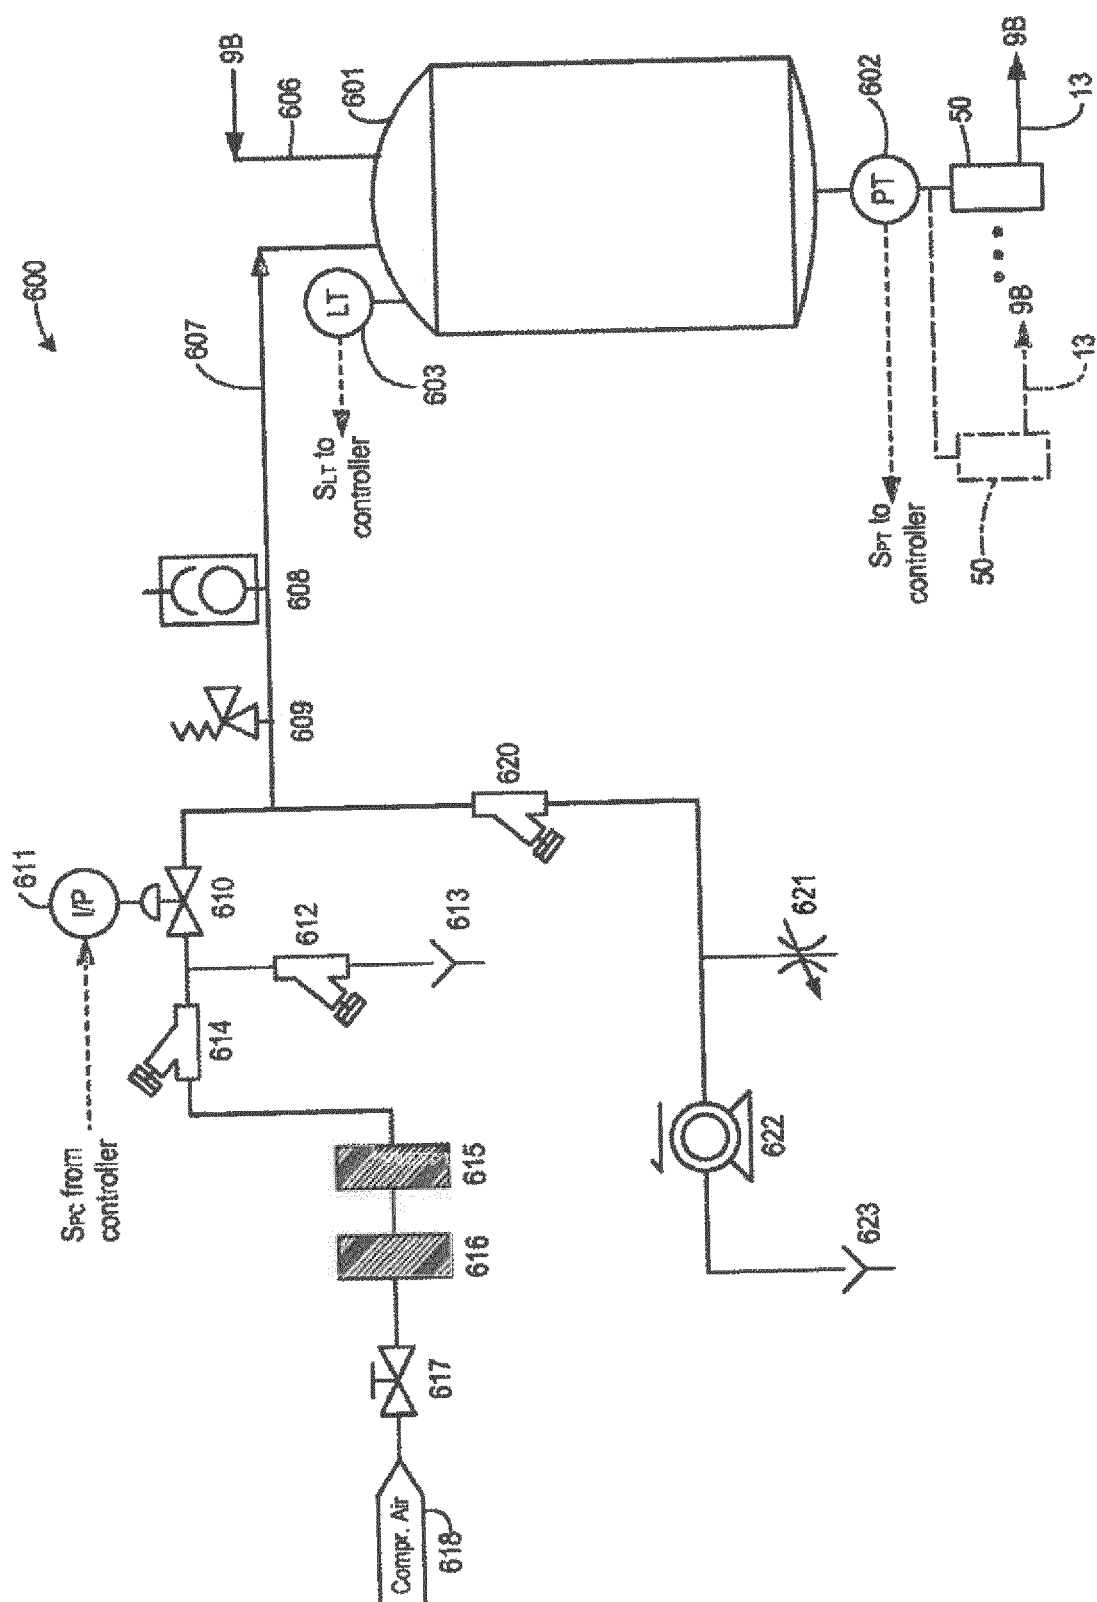 600
9B
606
601
607
LT
603
SLT to
controller
602
PT
SPT to
controller
50
9B
13
9B
13
50
608
609
620
611
I/P
610
612
613
614
621
SPC from
controller
615
616
622
623
617
Compr. Air
618